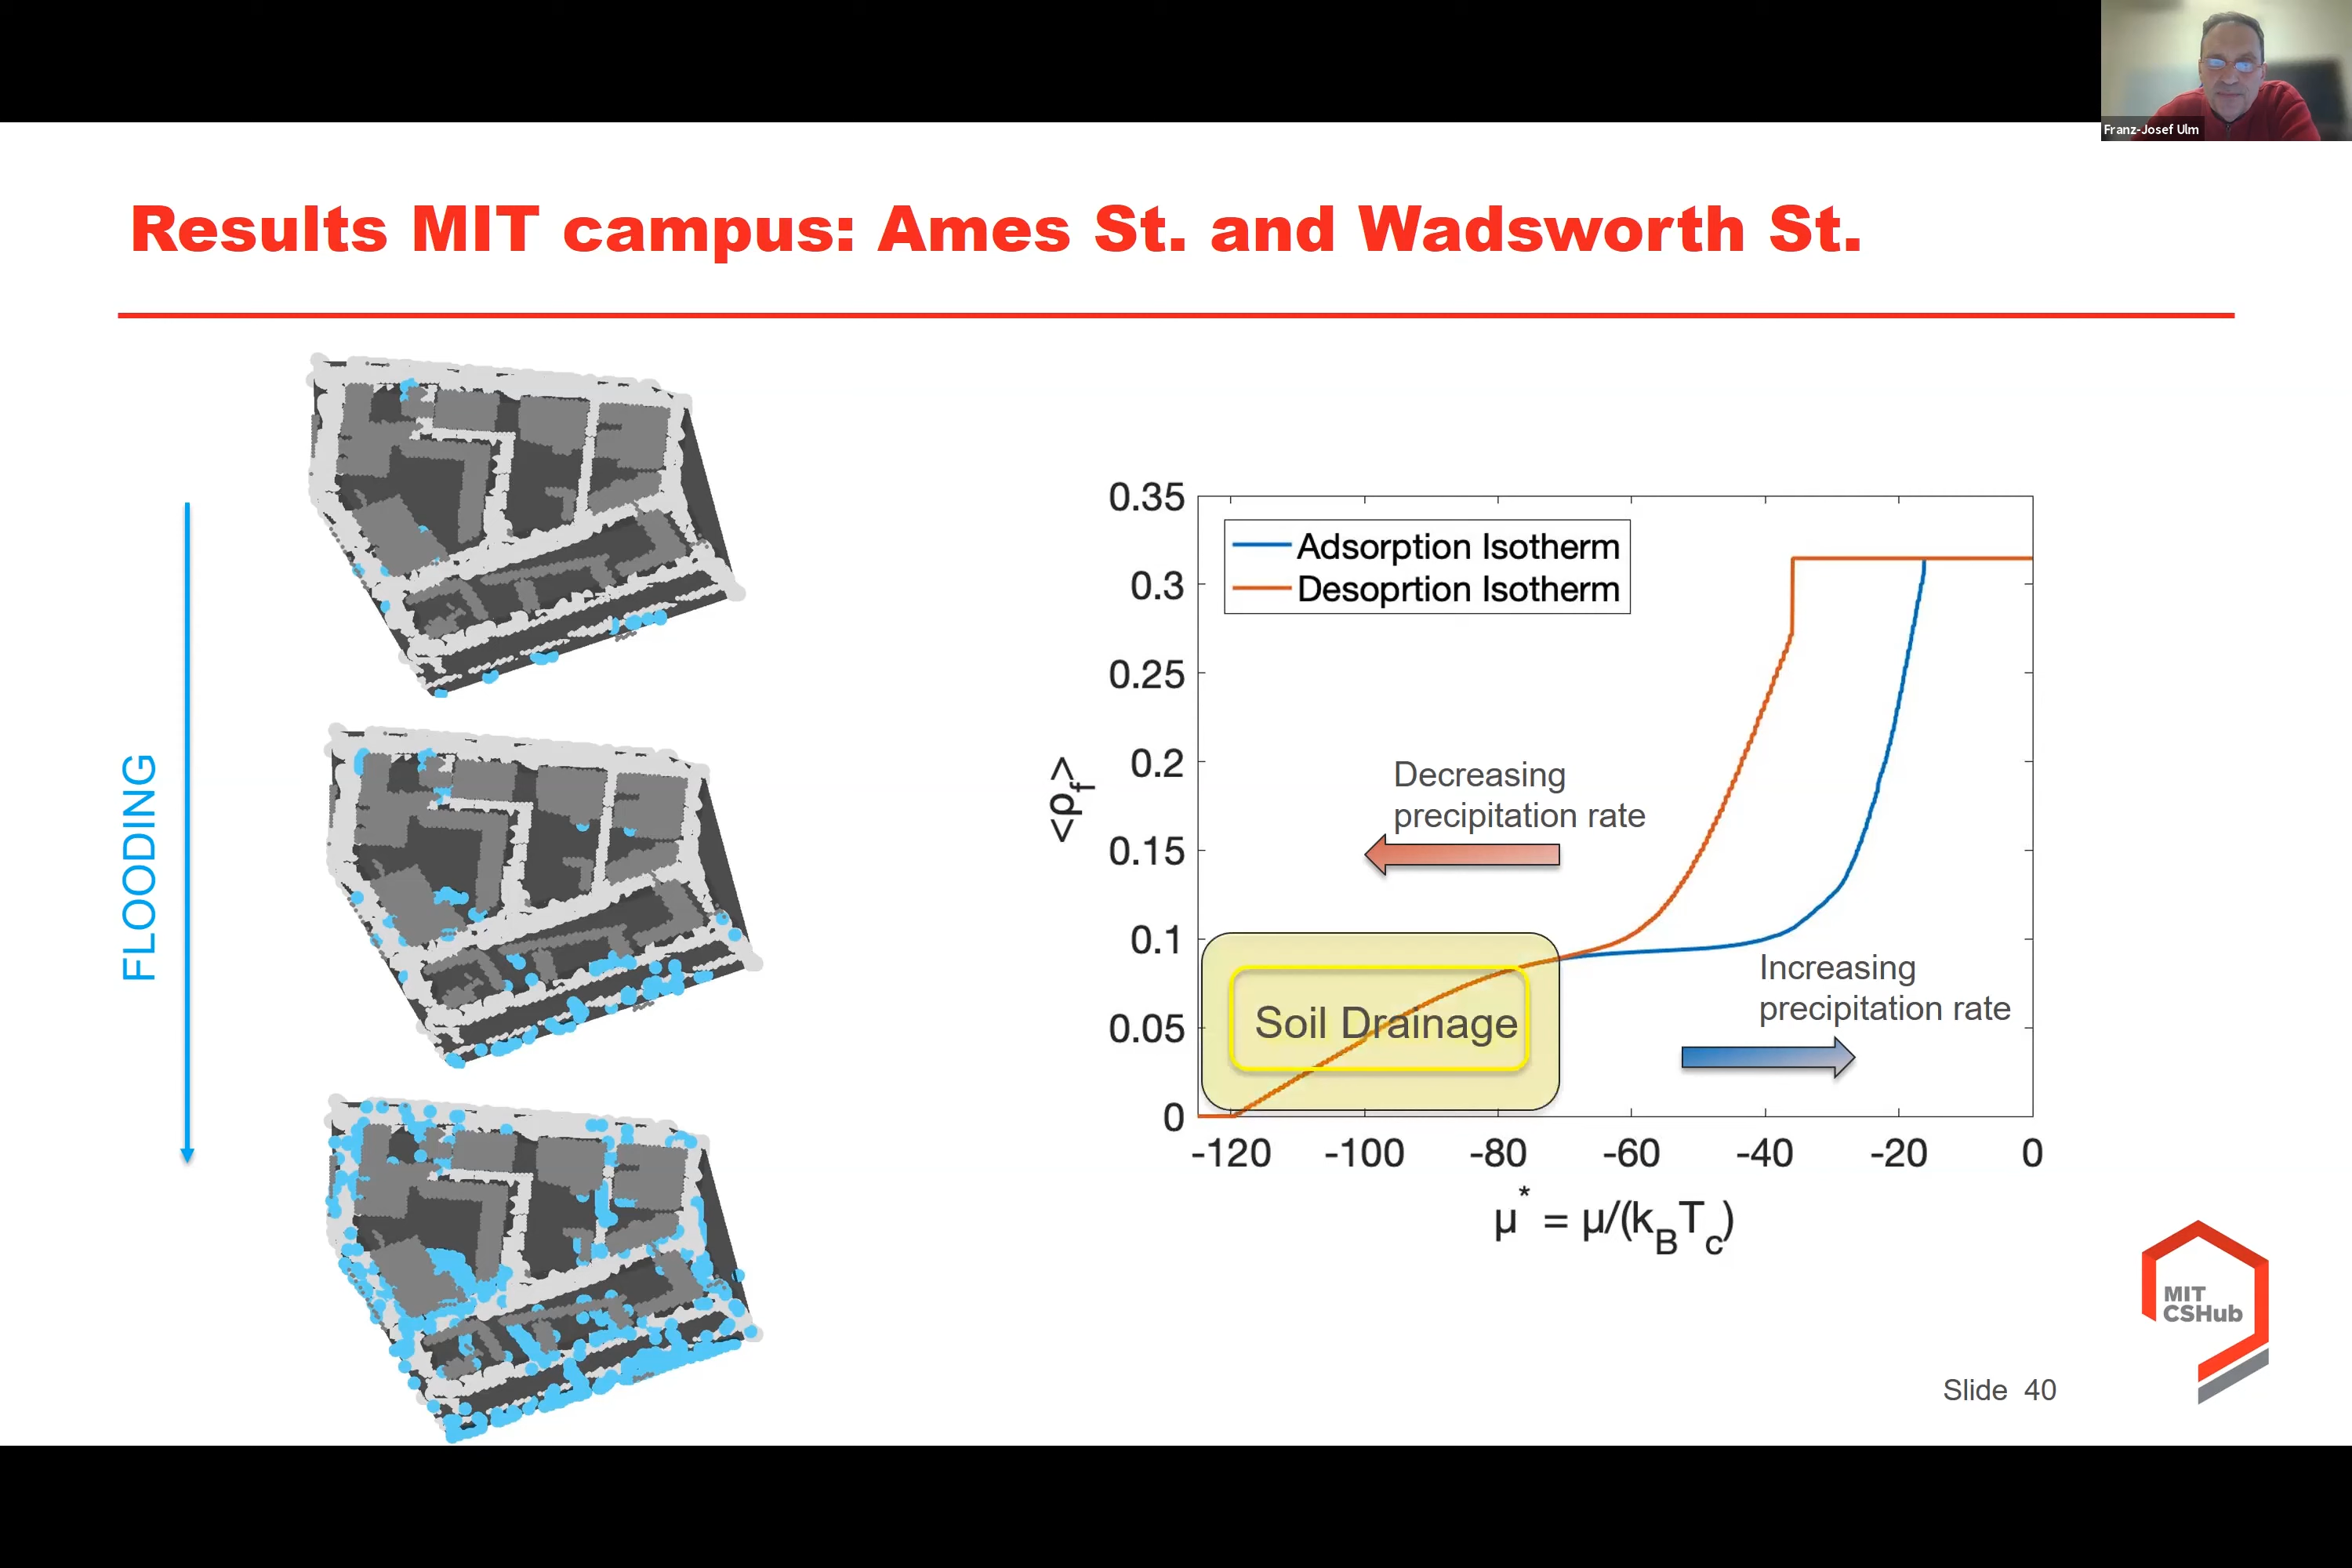 Franz-Josef Ulm
Results MIT campus: Ames St. and Wadsworth St.
FLOODING
0.35
0.3
0.25
0.2
0.15
0.1
0.05
0
<ρf>
Adsorption Isotherm
Desoprtion Isotherm
Decreasing
precipitation rate
Increasing
precipitation rate
Soil Drainage
-120 -100 -80 -60 -40 -20 0
μ* = μ/(kBTc)
MIT
CSHub
Slide 40